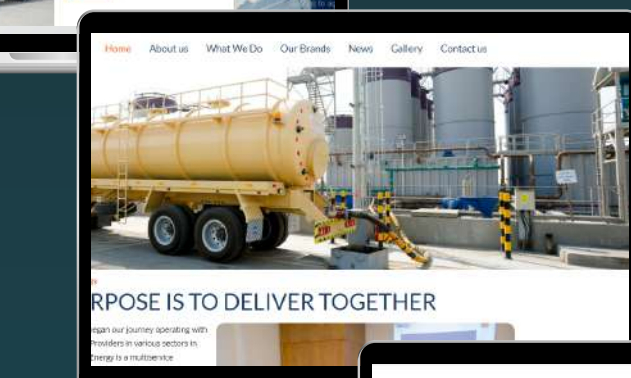 Home About us What We Do Our Brands News Gallery Contact us
RPOSE IS TO DELIVER TOGETHER
egan our journey operating with
Providers in various sectors in
Energy is a multiservice